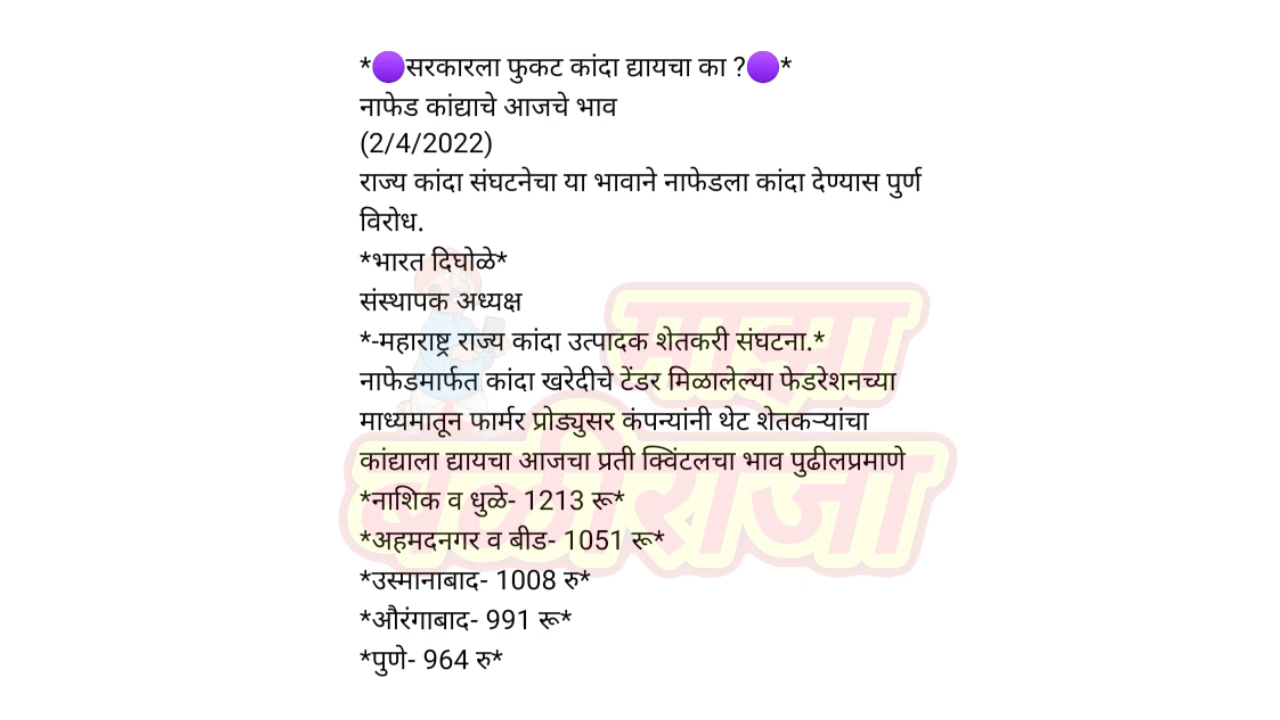 *🟣सरकारला फुकट कांदा द्यायचा का ?🟣*
नाफेड कांद्याचे आजचे भाव
(2/4/2022)
राज्य कांदा संघटनेचा या भावाने नाफेडला कांदा देण्यास पुर्ण
विरोध.
*भारत दिघोळे*
संस्थापक अध्यक्ष
*-महाराष्ट्र राज्य कांदा उत्पादक शेतकरी संघटना.*
नाफेडमार्फत कांदा खरेदीचे टेंडर मिळालेल्या फेडरेशनच्या
माध्यमातून फार्मर प्रोड्युसर कंपन्यांनी थेट शेतकऱ्यांचा
कांद्याला द्यायचा आजचा प्रती क्विंटलचा भाव पुढीलप्रमाणे
*नाशिक व धुळे- 1213 रू*
*अहमदनगर व बीड- 1051 रू*
*उस्मानाबाद- 1008 रु*
*औरंगाबाद- 991 रू*
*पुणे- 964 रु*
माझा
बळीराजा